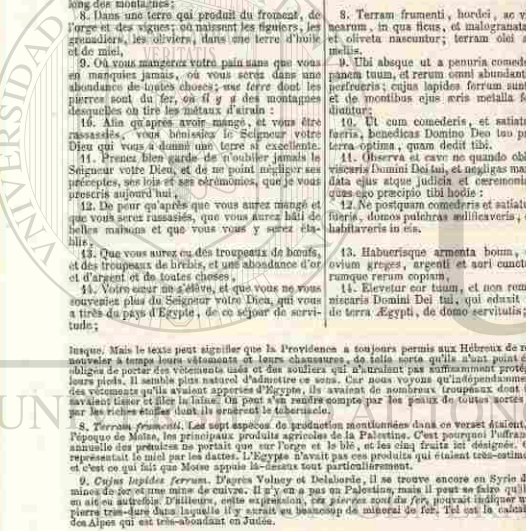 long des montagnes;
8. Dans une terre qui produit du froment, de
l'orge et des vignes; où naissent les figuiers, les
grenadiers, les oliviers, dans une terre d'huile
et de miel,
9. Où vous mangerez votre pain sans que vous
en manquiez jamais, où vous serez dans une
abondance de toutes choses; une terre dont les
pierres sont du fer, où il y a des montagnes
desquelles on tire les métaux d'airain :
10. Afin qu'après avoir mangé, et vous être
rassasiés, vous bénissiez le Seigneur votre
Dieu qui vous a donné une terre si excellente.
11. Prenez bien garde de n'oublier jamais le
Seigneur votre Dieu, et de ne point négliger ses
préceptes, ses lois et ses cérémonies, que je vous
prescris aujourd'hui,
12. De peur qu'après que vous aurez mangé et
que vous serez rassasiés, que vous aurez bâti de
belles maisons et que vous vous y serez éta-
blis,
13. Que vous aurez eu des troupeaux de bœufs,
et des troupeaux de brebis, et une abondance d'or
et d'argent et de toutes choses,
14. Votre cœur ne s'élève, et que vous ne vous
souveniez plus du Seigneur votre Dieu, qui vous
a tirés du pays d'Egypte, de ce séjour de servi-
tude;
8. Terram frumenti, hordei, ac v
nearum, in qua ficus, et malogranata
et oliveta nascuntur; terram olei a
mellis.
9. Ubi absque ut a penuria comede
panem tuum, et rerum omni abundant
perfrueris; cujus lapides ferrum sunt
et de montibus ejus æris metalla fo
diuntur:
10. Ut cum comederis, et satiatu
fueris, benedicas Domino Deo tuo pr
terra optima, quam dedit tibi.
11. Observa et cave ne quando obli
viscaris Domini Dei tui, et negligas man
data ejus atque judicia et cæremonia
quas ego præcipio tibi hodie :
12. Ne postquam comederis et satiatu
fueris, domos pulchras ædificaveris, e
habitaveris in eis,
13. Habuerisque armenta boum, e
ovium greges, argenti et auri cuncta
rumque rerum copiam,
14. Elevetur cor tuum, et non rem
niscaris Domini Dei tui, qui eduxit
de terra Ægypti, de domo servitutis;
lusque. Mais le texte peut signifier que la Providence a toujours permis aux Hébreux de r
nouveler à temps leurs vêtements et leurs chaussures, de telle sorte qu'ils n'ont point é
obligés de porter des vêtements usés et des souliers qui n'auraient pas suffisamment proté
leurs pieds. Il semble plus naturel d'admettre ce sens. Car nous voyons qu'indépendamme
des vêtements qu'ils avaient apportés d'Egypte, ils avaient de nombreux troupeaux dont i
savaient tisser et filer la laine. On peut s'en rendre compte par les peaux de toutes sortes
par les riches étoffes dont ils ornèrent le tabernacle.
8. Terram frumenti. Les sept espèces de production mentionnées dans ce verset étaient,
l'époque de Moïse, les principaux produits agricoles de la Palestine. C'est pourquoi l'offran
annuelle des prémices ne portait que sur l'orge et le blé, et les cinq fruits ici désignés. O
représentait le miel par les dattes. L'Egypte n'avait pas ces produits qui étaient très-estimé
et c'est ce qui fait que Moïse appuie là-dessus tout particulièrement.
9. Cujus lapides ferrum. D'après Volney et Delaborde, il se trouve encore en Syrie d
mines de fer et une mine de cuivre. Il n'y en a pas en Palestine, mais il peut se faire qu'il
en ait eu autrefois. D'ailleurs, cette expression, ces pierres sont du fer, pouvait indiquer u
pierre très-dure dans laquelle il y aurait eu beaucoup de minerai de fer. Tel est le calcai
des Alpes qui est très-abondant en Judée.